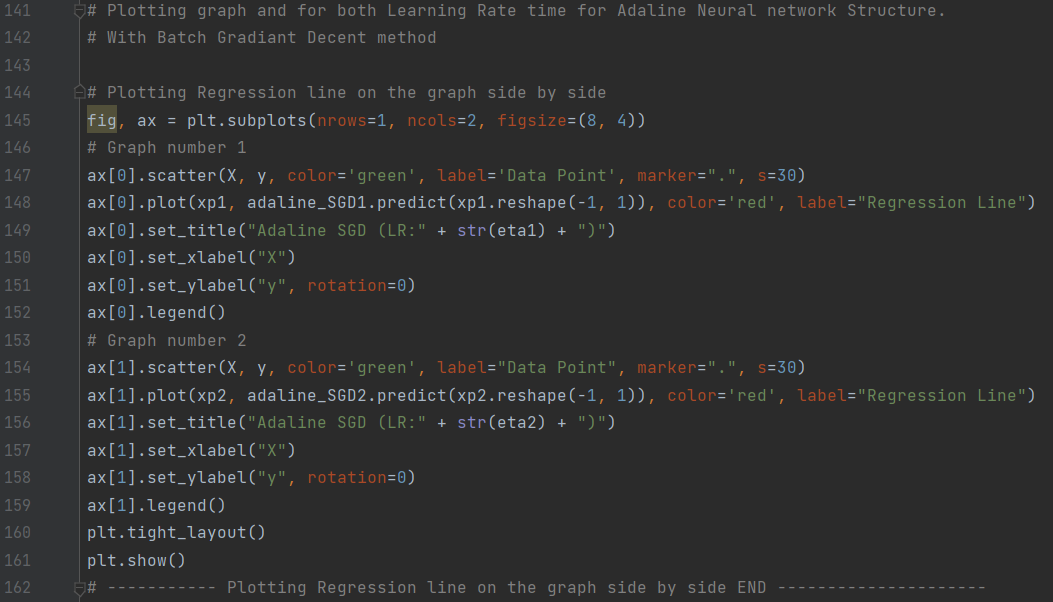 141 # Plotting graph and for both Learning Rate time for Adaline Neural network Structure.
142 # With Batch Gradiant Decent method
143
144 # Plotting Regression line on the graph side by side
145 fig, ax = plt.subplots(nrows=1, ncols=2, figsize=(8, 4))
146 # Graph number 1
147 ax[0].scatter(X, y, color='green', label='Data Point', marker=".", s=30)
148 ax[0].plot(xp1, adaline_SGD1.predict(xp1.reshape(-1, 1)), color='red', label="Regression Line")
149 ax[0].set_title("Adaline SGD (LR:" + str(eta1) + ")")
150 ax[0].set_xlabel("X")
151 ax[0].set_ylabel("y", rotation=0)
152 ax[0].legend()
153 # Graph number 2
154 ax[1].scatter(X, y, color='green', label="Data Point", marker=".", s=30)
155 ax[1].plot(xp2, adaline_SGD2.predict(xp2.reshape(-1, 1)), color='red', label="Regression Line")
156 ax[1].set_title("Adaline SGD (LR:" + str(eta2) + ")")
157 ax[1].set_xlabel("X")
158 ax[1].set_ylabel("y", rotation=0)
159 ax[1].legend()
160 plt.tight_layout()
161 plt.show()
162 # ----------- Plotting Regression line on the graph side by side END ---------------------